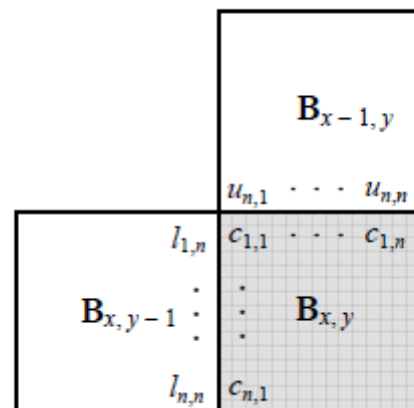 B_{x-1,y}
u_{n,1} · · · u_{n,n}
l_{1,n} c_{1,1} · · · c_{1,n}
B_{x,y-1} B_{x,y}
l_{n,n} c_{n,1}